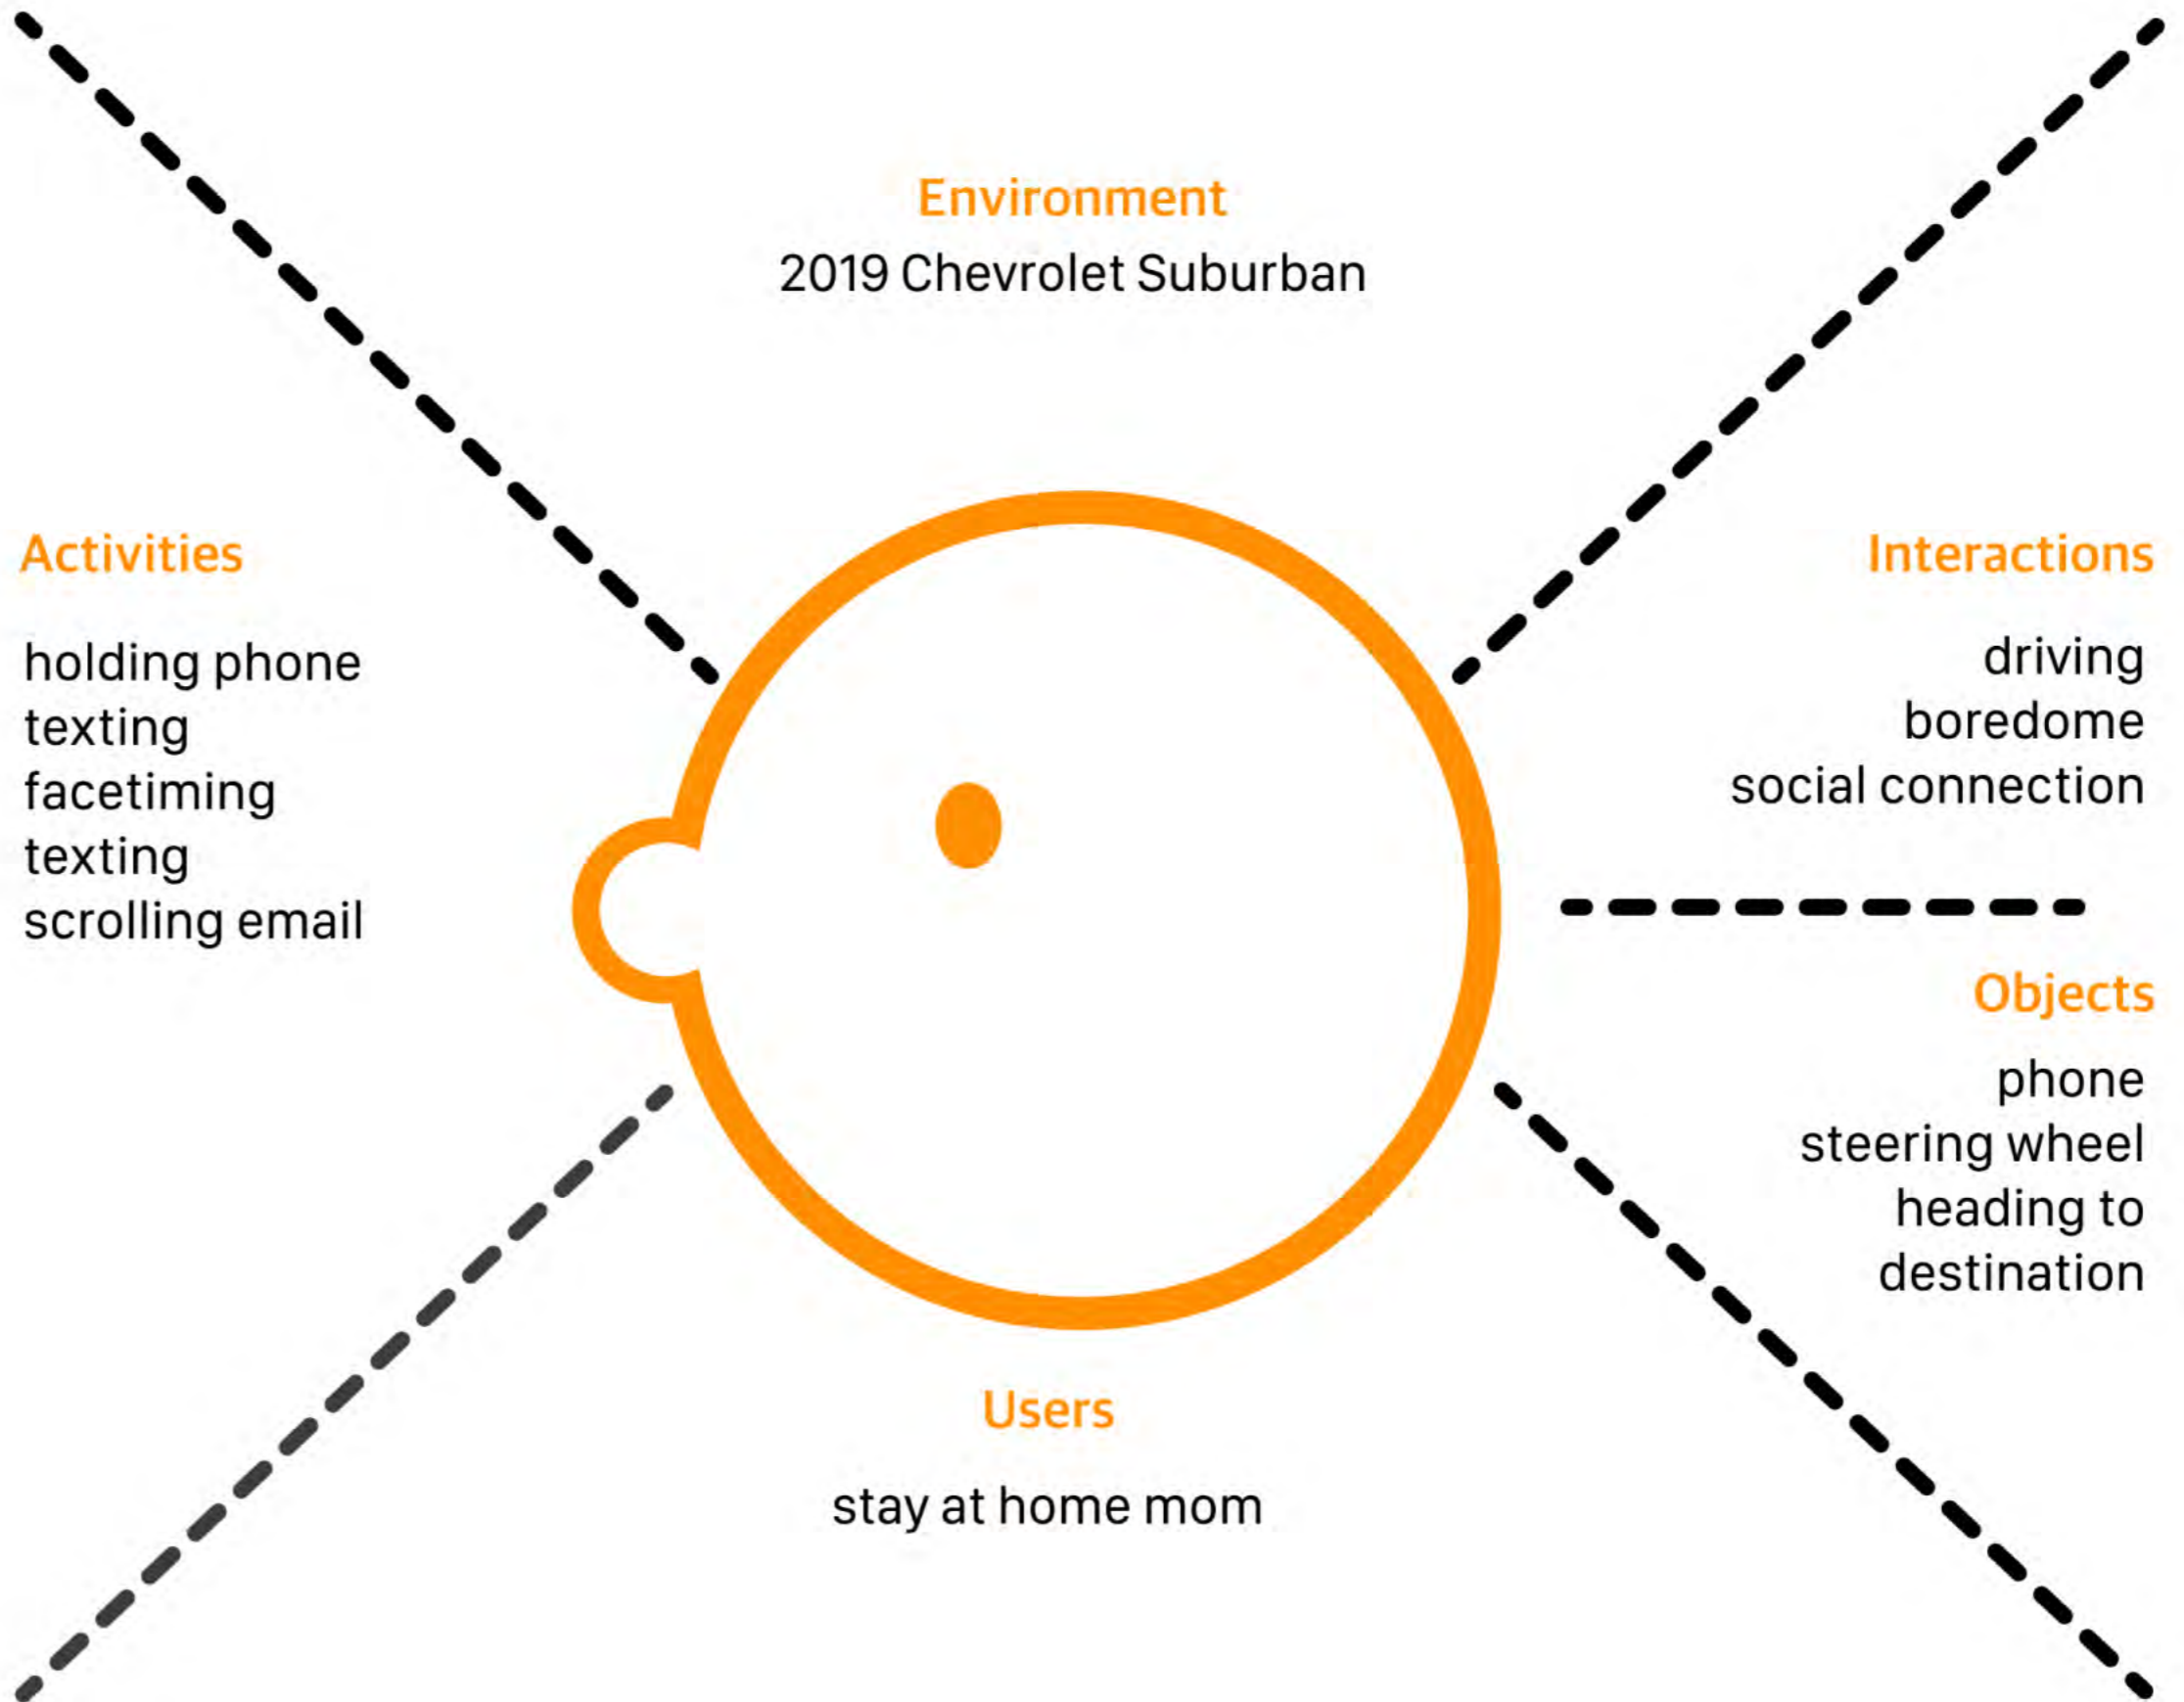 Environment
2019 Chevrolet Suburban
Activities
holding phone
texting
facetiming
texting
scrolling email
Interactions
driving
boredome
social connection
Objects
phone
steering wheel
heading to
destination
Users
stay at home mom